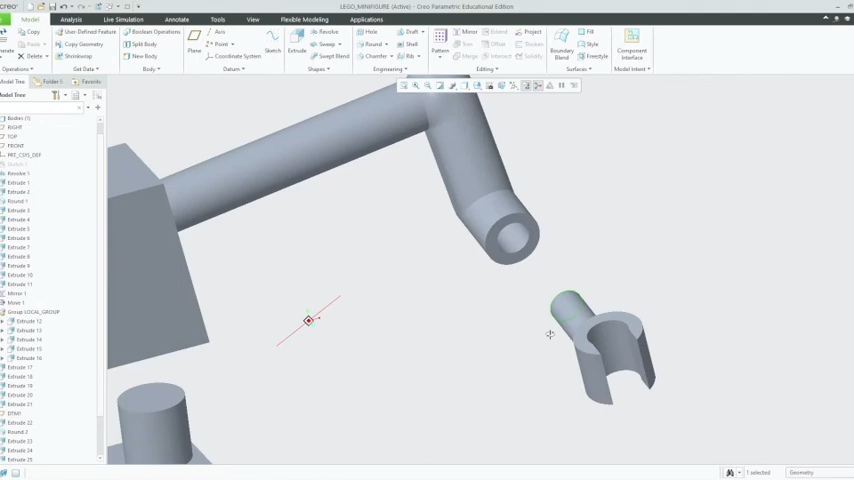 creo
LEGO_MINIFIGURE (Active) - Creo Parametric Educational Edition
Model Analysis Live Simulation Annotate Tools View Flexible Modeling Applications
Copy User-Defined Feature Boolean Operations Axis Revolve Hole Draft Mirror Extend Project Fill
Paste Copy Geometry Split Body Point Sweep Round Shell Trim Offset Thicken Style
Delete Shrinkwrap New Body Plane Coordinate System Sketch Extrude Swept Blend Chamfer Rib Pattern Merge Intersect Boundary Blend Freestyle Component Interface
Operations Get Data Body Datum Shapes Engineering Editing Surfaces Model Intent
Model Tree Folder Favorite
Model Tree
Bodies (1)
RIGHT
TOP
FRONT
PRT_CSYS_DEF
Sketch 1
Revolve 1
Extrude 1
Extrude 2
Round 1
Extrude 3
Extrude 4
Extrude 5
Extrude 6
Extrude 7
Extrude 8
Extrude 9
Extrude 10
Extrude 11
Mirror 1
Move 1
Group LOCAL_GROUP
Extrude 12
Extrude 13
Extrude 14
Extrude 15
Extrude 16
Extrude 17
Extrude 18
Extrude 19
Extrude 20
Extrude 21
DTM1
Extrude 22
Round 2
Extrude 23
Extrude 24
Extrude 25
1 selected
Geometry